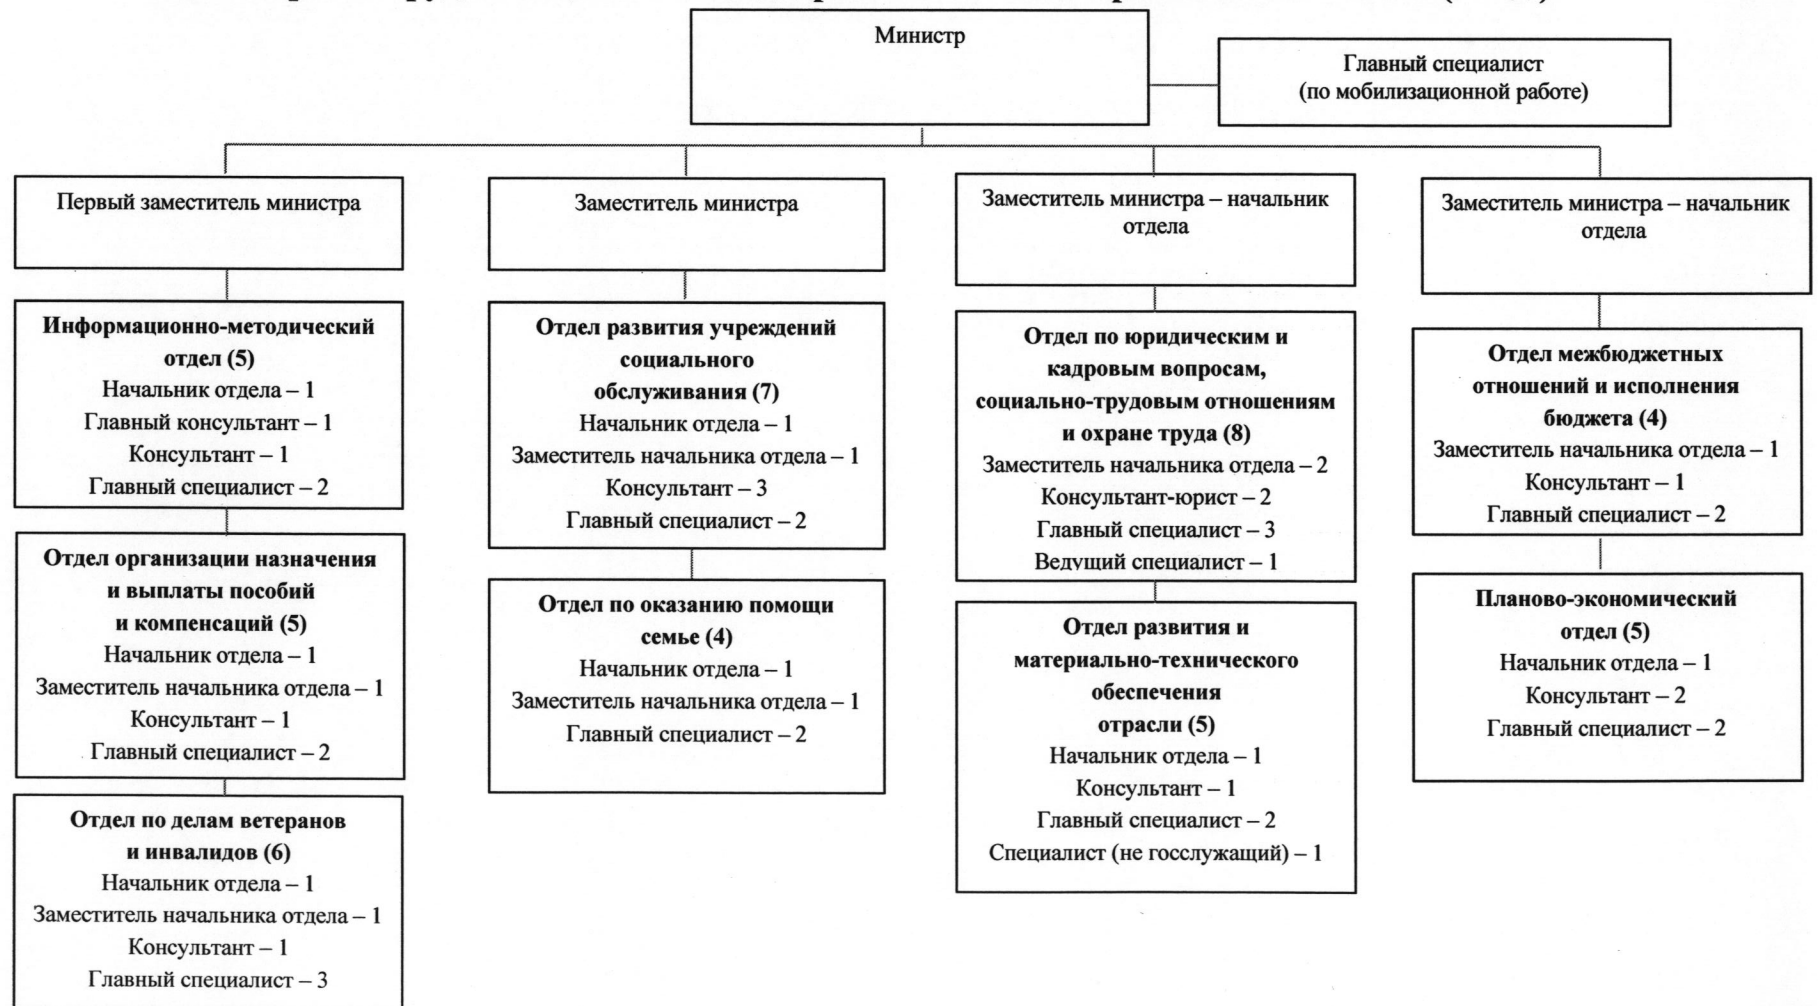 Министр
Главный специалист
(по мобилизационной работе)
Первый заместитель министра
Заместитель министра
Заместитель министра – начальник
отдела
Заместитель министра – начальник
отдела
Информационно-методический
отдел (5)
Начальник отдела – 1
Главный консультант – 1
Консультант – 1
Главный специалист – 2
Отдел организации назначения
и выплаты пособий
и компенсаций (5)
Начальник отдела – 1
Заместитель начальника отдела – 1
Консультант – 1
Главный специалист – 2
Отдел по делам ветеранов
и инвалидов (6)
Начальник отдела – 1
Заместитель начальника отдела – 1
Консультант – 1
Главный специалист – 3
Отдел развития учреждений
социального
обслуживания (7)
Начальник отдела – 1
Заместитель начальника отдела – 1
Консультант – 3
Главный специалист – 2
Отдел по оказанию помощи
семье (4)
Начальник отдела – 1
Заместитель начальника отдела – 1
Главный специалист – 2
Отдел по юридическим и
кадровым вопросам,
социально-трудовым отношениям
и охране труда (8)
Заместитель начальника отдела – 2
Консультант-юрист – 2
Главный специалист – 3
Ведущий специалист – 1
Отдел развития и
материально-технического
обеспечения
отрасли (5)
Начальник отдела – 1
Консультант – 1
Главный специалист – 2
Специалист (не госслужащий) – 1
Отдел межбюджетных
отношений и исполнения
бюджета (4)
Заместитель начальника отдела – 1
Консультант – 1
Главный специалист – 2
Планово-экономический
отдел (5)
Начальник отдела – 1
Консультант – 2
Главный специалист – 2